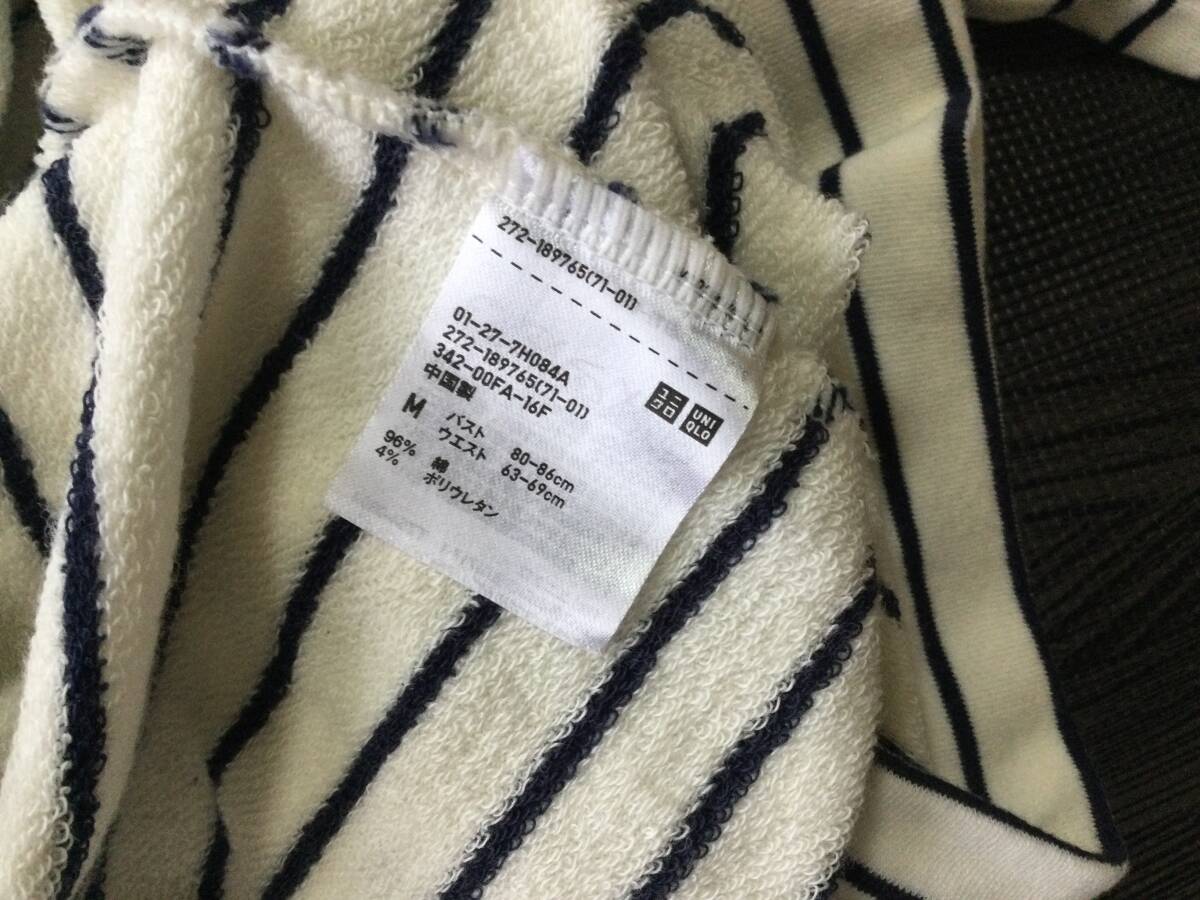 272-189765(71-01)
01-27-7H084A
272-189765(71-01)
342-00FA-16F
中国製
ユニ
クロ
UNI
QLO
M バスト 80-86cm
ウエスト 63-69cm
96% 綿
4% ポリウレタン